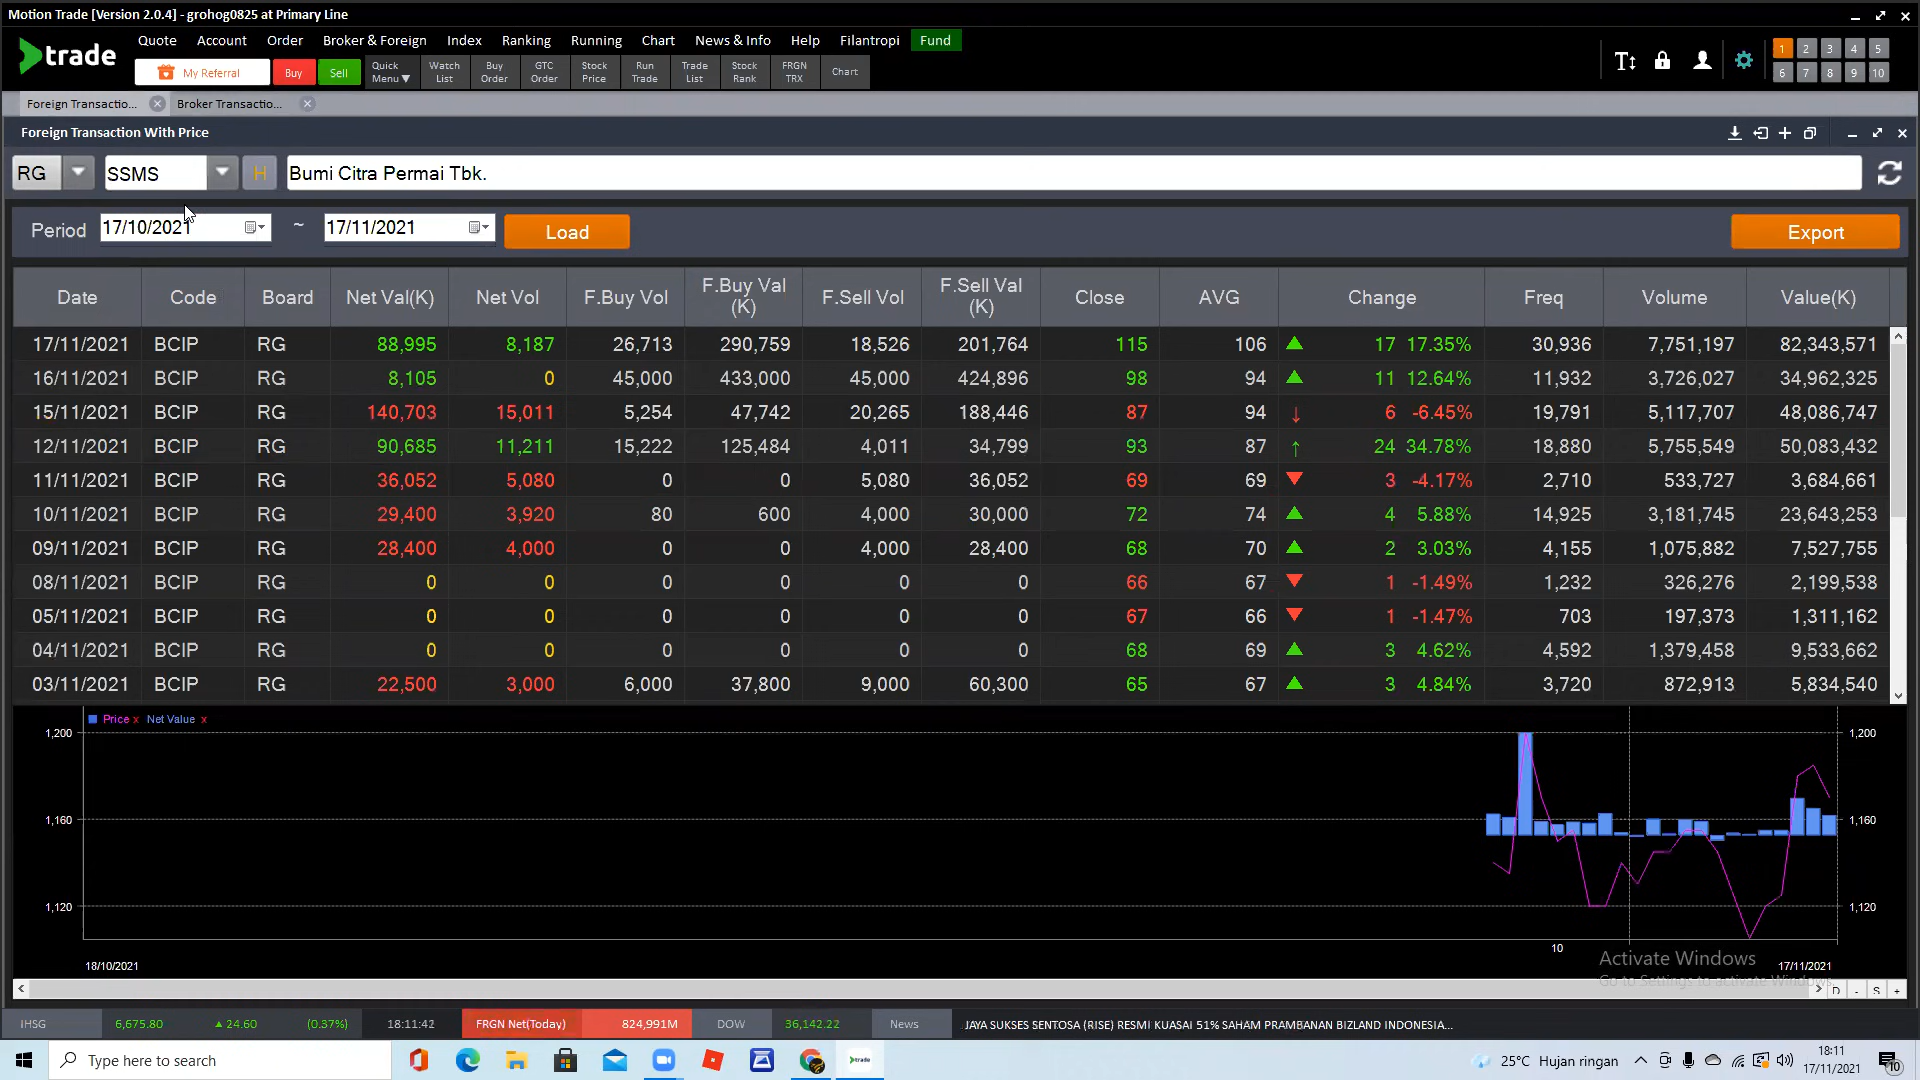 Motion Trade [Version 2.0.4] - grohog0825 at Primary Line
trade
Quote Account Order Broker & Foreign Index Ranking Running Chart News & Info Help Filantropi Fund
My Referral Buy Sell Quick Menu▼ Watch List Buy Order GTC Order Stock Price Run Trade Trade List Stock Rank FRGN TRX Chart
1 2 3 4 5
6 7 8 9 10
Foreign Transactio... Broker Transactio...
Foreign Transaction With Price
RG SSMS H Bumi Citra Permai Tbk.
Period 17/10/2021 ~ 17/11/2021 Load Export
Date Code Board Net Val(K) Net Vol F.Buy Vol F.Buy Val (K) F.Sell Vol F.Sell Val (K) Close AVG Change Freq Volume Value(K)
17/11/2021 BCIP RG 88,995 8,187 26,713 290,759 18,526 201,764 115 106 ▲ 17 17.35% 30,936 7,751,197 82,343,571
16/11/2021 BCIP RG 8,105 0 45,000 433,000 45,000 424,896 98 94 ▲ 11 12.64% 11,932 3,726,027 34,962,325
15/11/2021 BCIP RG 140,703 15,011 5,254 47,742 20,265 188,446 87 94 ↓ 6 -6.45% 19,791 5,117,707 48,086,747
12/11/2021 BCIP RG 90,685 11,211 15,222 125,484 4,011 34,799 93 87 ↑ 24 34.78% 18,880 5,755,549 50,083,432
11/11/2021 BCIP RG 36,052 5,080 0 0 5,080 36,052 69 69 ▼ 3 -4.17% 2,710 533,727 3,684,661
10/11/2021 BCIP RG 29,400 3,920 80 600 4,000 30,000 72 74 ▲ 4 5.88% 14,925 3,181,745 23,643,253
09/11/2021 BCIP RG 28,400 4,000 0 0 4,000 28,400 68 70 ▲ 2 3.03% 4,155 1,075,882 7,527,755
08/11/2021 BCIP RG 0 0 0 0 0 0 66 67 ▼ 1 -1.49% 1,232 326,276 2,199,538
05/11/2021 BCIP RG 0 0 0 0 0 0 67 66 ▼ 1 -1.47% 703 197,373 1,311,162
04/11/2021 BCIP RG 0 0 0 0 0 0 68 69 ▲ 3 4.62% 4,592 1,379,458 9,533,662
03/11/2021 BCIP RG 22,500 3,000 6,000 37,800 9,000 60,300 65 67 ▲ 3 4.84% 3,720 872,913 5,834,540
Price x Net Value x
1,200 1,200
1,160 1,160
1,120 1,120
10
Activate Windows
18/10/2021 17/11/2021
Go to Settings to activate Windows.
D - S +
IHSG 6,675.80 ▲ 24.60 (0.37%) 18:11:42 FRGN Net(Today) 824,991M DOW 36,142.22 News JAYA SUKSES SENTOSA (RISE) RESMI KUASAI 51% SAHAM PRAMBANAN BIZLAND INDONESIA...
Type here to search trade 25°C Hujan ringan 18:11
17/11/2021 10